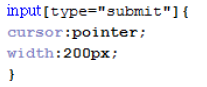 input[type="submit"]{
cursor:pointer;
width:200px;
}